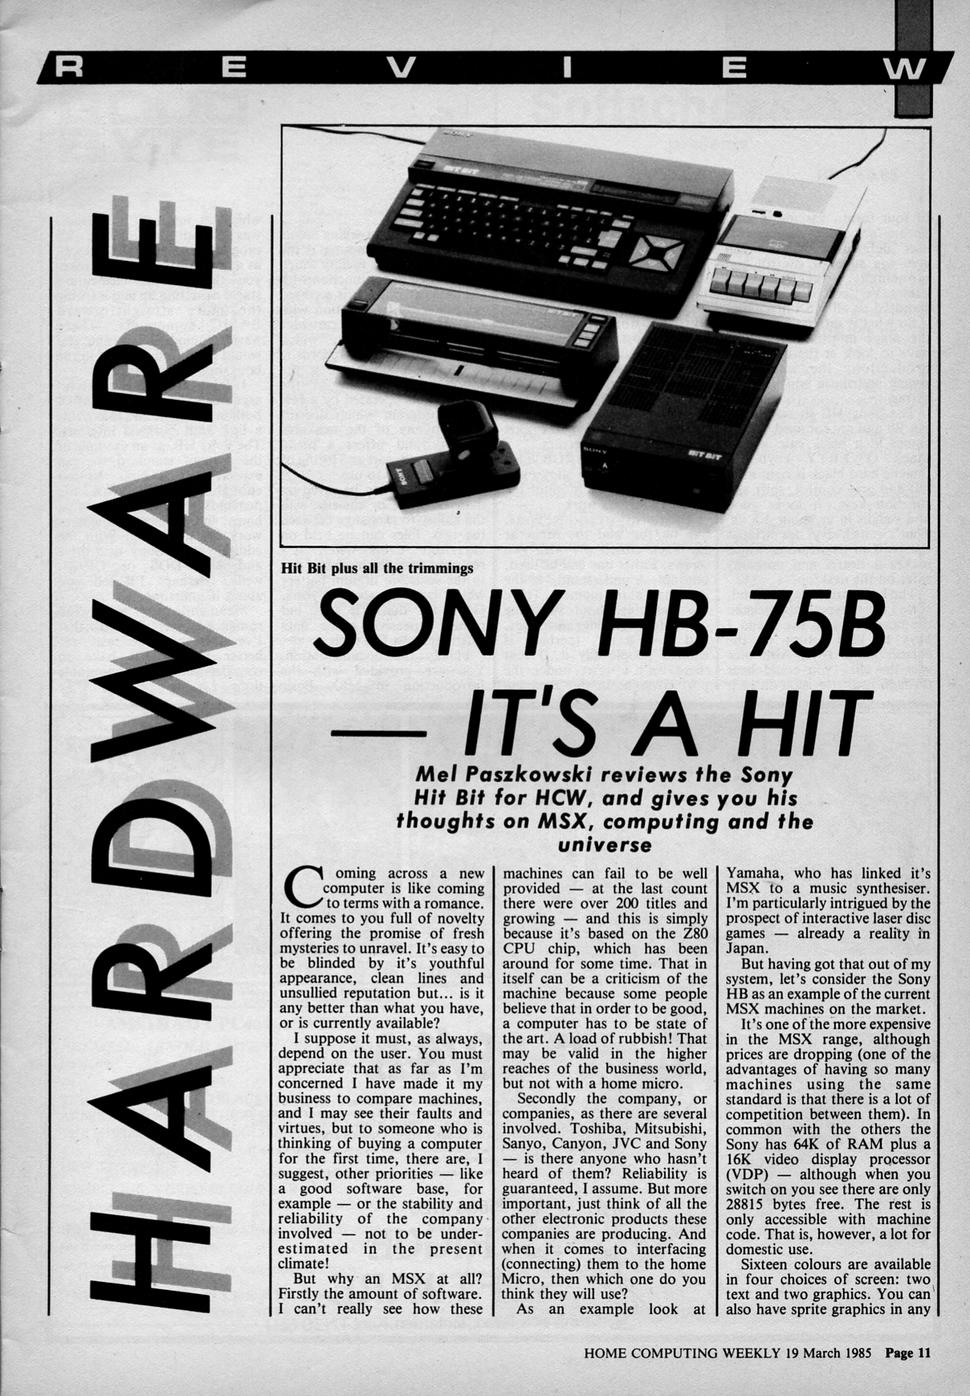 REVIEW
HARDWARE
SONY
HIT BIT
SONY
SONY
HIT BIT
Hit Bit plus all the trimmings
SONY HB-75B
— IT'S A HIT
Mel Paszkowski reviews the Sony
Hit Bit for HCW, and gives you his
thoughts on MSX, computing and the
universe
Coming across a new
computer is like coming
to terms with a romance.
It comes to you full of novelty
offering the promise of fresh
mysteries to unravel. It's easy to
be blinded by it's youthful
appearance, clean lines and
unsullied reputation but... is it
any better than what you have,
or is currently available?
I suppose it must, as always,
depend on the user. You must
appreciate that as far as I'm
concerned I have made it my
business to compare machines,
and I may see their faults and
virtues, but to someone who is
thinking of buying a computer
for the first time, there are, I
suggest, other priorities — like
a good software base, for
example — or the stability and
reliability of the company
involved — not to be under-
estimated in the present
climate!
But why an MSX at all?
Firstly the amount of software.
I can't really see how these
machines can fail to be well
provided — at the last count
there were over 200 titles and
growing — and this is simply
because it's based on the Z80
CPU chip, which has been
around for some time. That in
itself can be a criticism of the
machine because some people
believe that in order to be good,
a computer has to be state of
the art. A load of rubbish! That
may be valid in the higher
reaches of the business world,
but not with a home micro.
Secondly the company, or
companies, as there are several
involved. Toshiba, Mitsubishi,
Sanyo, Canyon, JVC and Sony
— is there anyone who hasn't
heard of them? Reliability is
guaranteed, I assume. But more
important, just think of all the
other electronic products these
companies are producing. And
when it comes to interfacing
(connecting) them to the home
Micro, then which one do you
think they will use?
As an example look at
Yamaha, who has linked it's
MSX to a music synthesiser.
I'm particularly intrigued by the
prospect of interactive laser disc
games — already a reality in
Japan.
But having got that out of my
system, let's consider the Sony
HB as an example of the current
MSX machines on the market.
It's one of the more expensive
in the MSX range, although
prices are dropping (one of the
advantages of having so many
machines using the same
standard is that there is a lot of
competition between them). In
common with the others the
Sony has 64K of RAM plus a
16K video display processor
(VDP) — although when you
switch on you see there are only
28815 bytes free. The rest is
only accessible with machine
code. That is, however, a lot for
domestic use.
Sixteen colours are available
in four choices of screen: two
text and two graphics. You can
also have sprite graphics in any
HOME COMPUTING WEEKLY 19 March 1985 Page 11